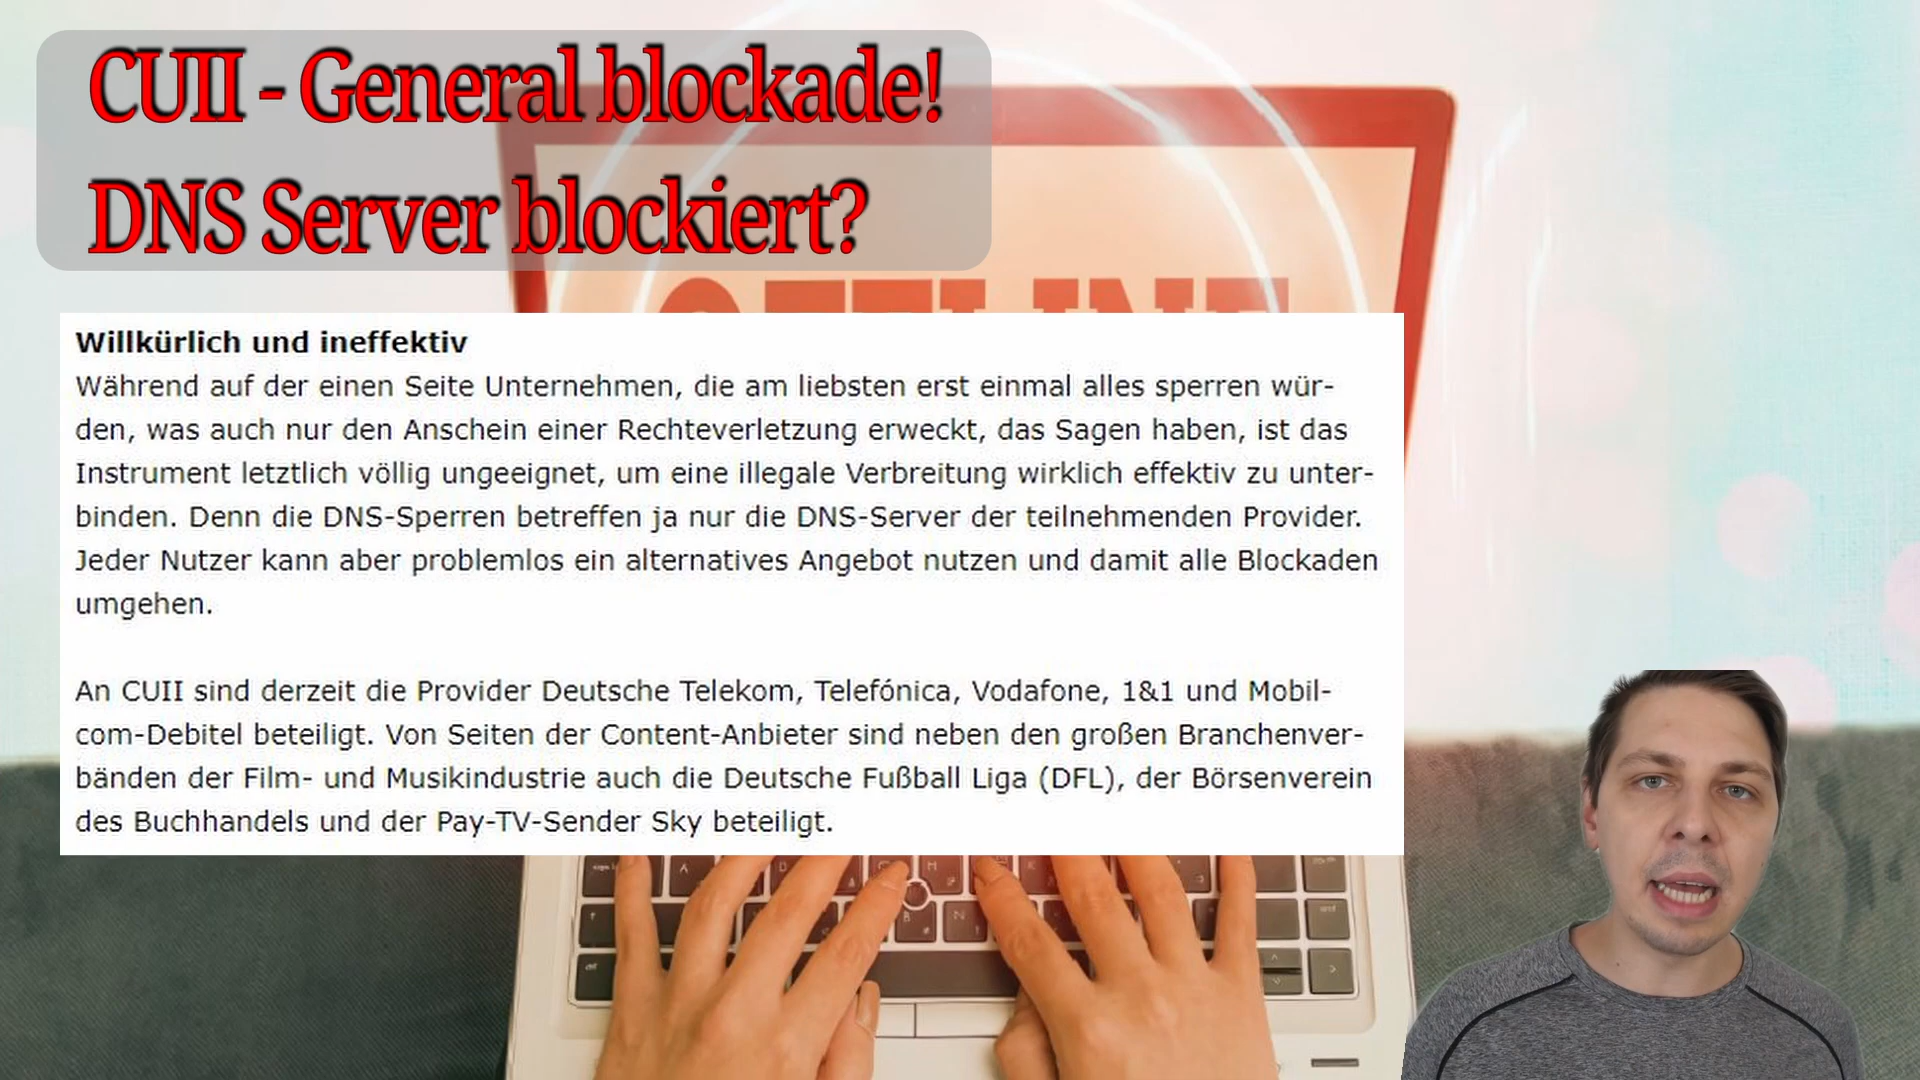 CUII - General blockade!
DNS Server blockiert?
OFFLINE
Willkürlich und ineffektiv
Während auf der einen Seite Unternehmen, die am liebsten erst einmal alles sperren wür-
den, was auch nur den Anschein einer Rechteverletzung erweckt, das Sagen haben, ist das
Instrument letztlich völlig ungeeignet, um eine illegale Verbreitung wirklich effektiv zu unter-
binden. Denn die DNS-Sperren betreffen ja nur die DNS-Server der teilnehmenden Provider.
Jeder Nutzer kann aber problemlos ein alternatives Angebot nutzen und damit alle Blockaden
umgehen.
An CUII sind derzeit die Provider Deutsche Telekom, Telefónica, Vodafone, 1&1 und Mobil-
com-Debitel beteiligt. Von Seiten der Content-Anbieter sind neben den großen Branchenver-
bänden der Film- und Musikindustrie auch die Deutsche Fußball Liga (DFL), der Börsenverein
des Buchhandels und der Pay-TV-Sender Sky beteiligt.